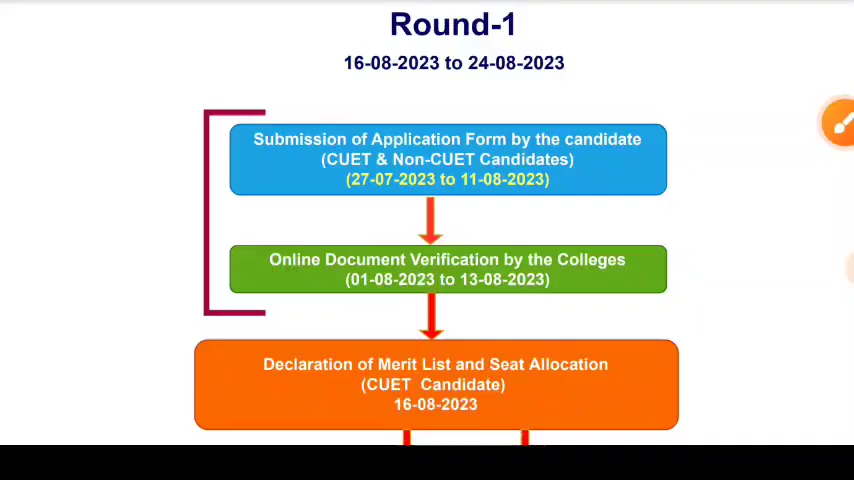 Round-1
16-08-2023 to 24-08-2023
Submission of Application Form by the candidate
(CUET & Non-CUET Candidates)
(27-07-2023 to 11-08-2023)
Online Document Verification by the Colleges
(01-08-2023 to 13-08-2023)
Declaration of Merit List and Seat Allocation
(CUET Candidate)
16-08-2023